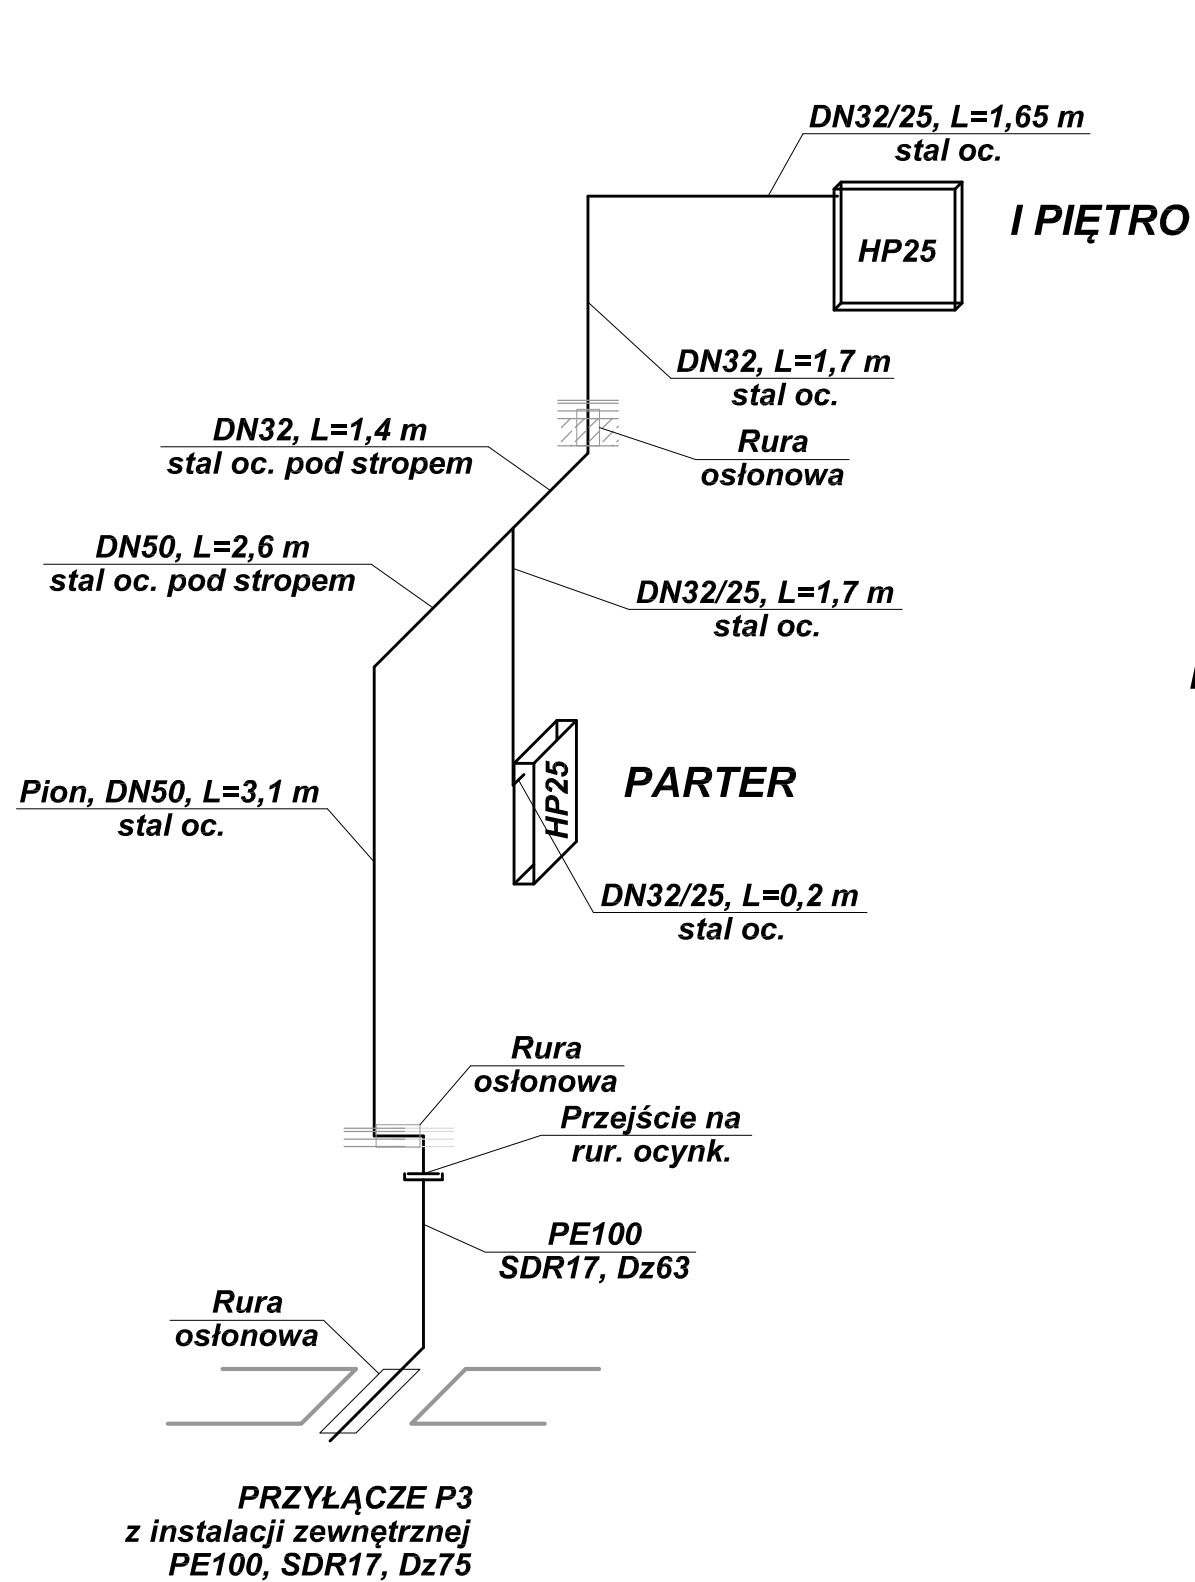 DN32/25, L=1,65 m
stal oc.
I PIĘTRO
HP25
DN32, L=1,7 m
stal oc.
DN32, L=1,4 m
stal oc. pod stropem
Rura
osłonowa
DN50, L=2,6 m
stal oc. pod stropem
DN32/25, L=1,7 m
stal oc.
HP25
PARTER
Pion, DN50, L=3,1 m
stal oc.
DN32/25, L=0,2 m
stal oc.
Rura
osłonowa
Przejście na
rur. ocynk.
PE100
SDR17, Dz63
Rura
osłonowa
PRZYŁĄCZE P3
z instalacji zewnętrznej
PE100, SDR17, Dz75